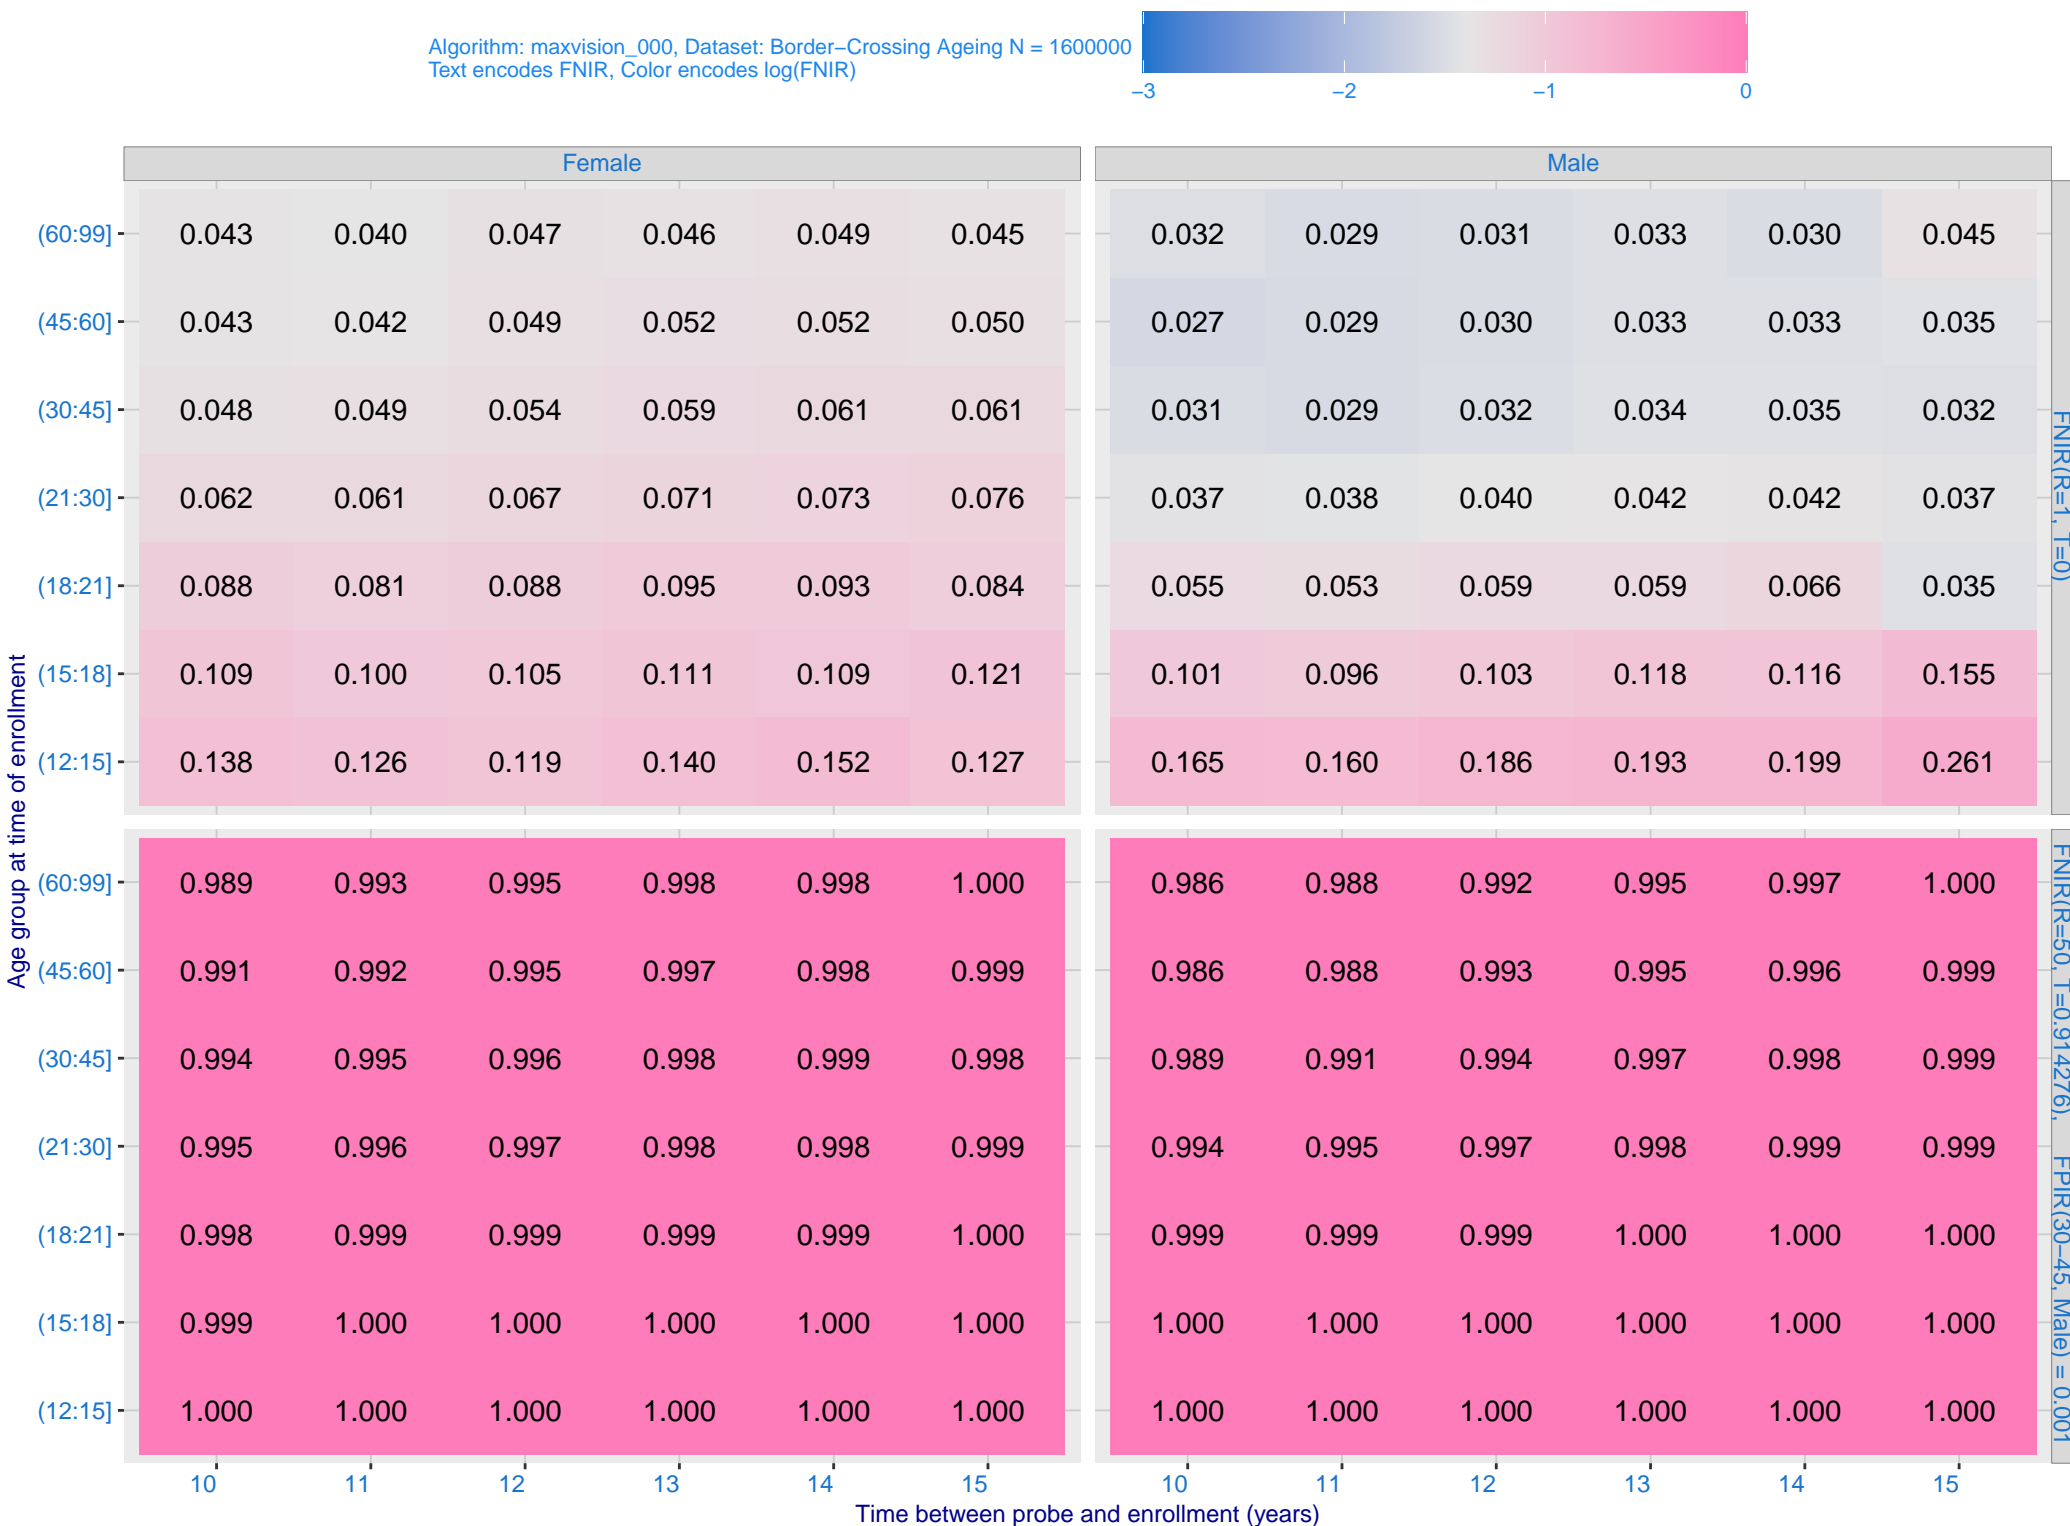 Algorithm: maxvision_000, Dataset: Border−Crossing Ageing N = 1600000
Text encodes FNIR, Color encodes log(FNIR)
−3 −2 −1 0
Female Male
(60:99] 0.043 0.040 0.047 0.046 0.049 0.045 0.032 0.029 0.031 0.033 0.030 0.045
(45:60] 0.043 0.042 0.049 0.052 0.052 0.050 0.027 0.029 0.030 0.033 0.033 0.035
(30:45] 0.048 0.049 0.054 0.059 0.061 0.061 0.031 0.029 0.032 0.034 0.035 0.032
(21:30] 0.062 0.061 0.067 0.071 0.073 0.076 0.037 0.038 0.040 0.042 0.042 0.037
(18:21] 0.088 0.081 0.088 0.095 0.093 0.084 0.055 0.053 0.059 0.059 0.066 0.035
(15:18] 0.109 0.100 0.105 0.111 0.109 0.121 0.101 0.096 0.103 0.118 0.116 0.155
(12:15] 0.138 0.126 0.119 0.140 0.152 0.127 0.165 0.160 0.186 0.193 0.199 0.261
FNIR(R=1, T=0)
Age group at time of enrollment
(60:99] 0.989 0.993 0.995 0.998 0.998 1.000 0.986 0.988 0.992 0.995 0.997 1.000
(45:60] 0.991 0.992 0.995 0.997 0.998 0.999 0.986 0.988 0.993 0.995 0.996 0.999
(30:45] 0.994 0.995 0.996 0.998 0.999 0.998 0.989 0.991 0.994 0.997 0.998 0.999
(21:30] 0.995 0.996 0.997 0.998 0.998 0.999 0.994 0.995 0.997 0.998 0.999 0.999
(18:21] 0.998 0.999 0.999 0.999 0.999 1.000 0.999 0.999 0.999 1.000 1.000 1.000
(15:18] 0.999 1.000 1.000 1.000 1.000 1.000 1.000 1.000 1.000 1.000 1.000 1.000
(12:15] 1.000 1.000 1.000 1.000 1.000 1.000 1.000 1.000 1.000 1.000 1.000 1.000
FNIR(R=50, T=0.914276), FPIR(30−45, Male) = 0.001
10 11 12 13 14 15 10 11 12 13 14 15
Time between probe and enrollment (years)